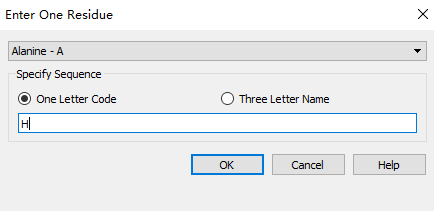 Enter One Residue
Alanine - A
Specify Sequence
One Letter Code Three Letter Name
H
OK Cancel Help